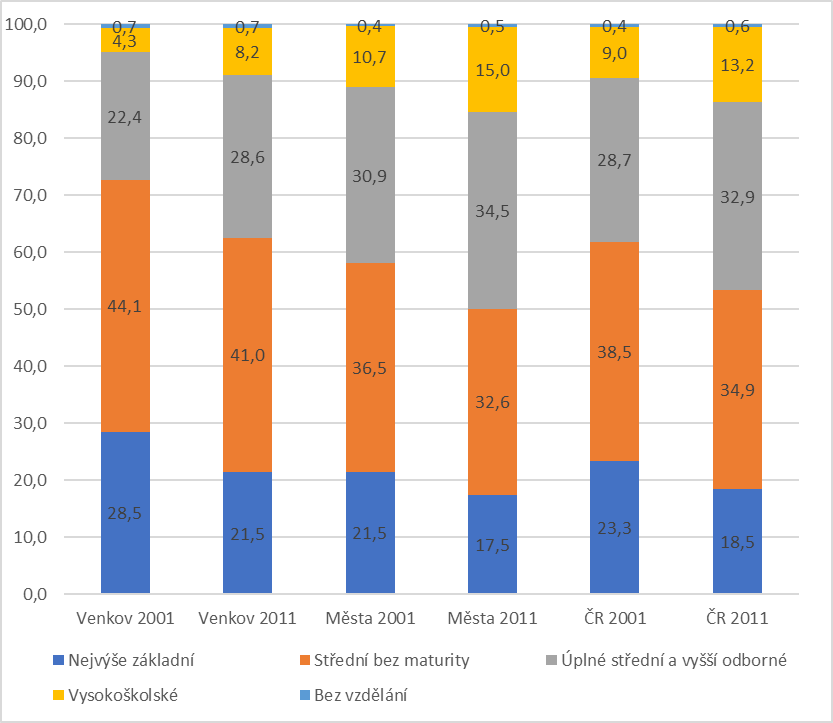 100,0
90,0
80,0
70,0
60,0
50,0
40,0
30,0
20,0
10,0
0,0
0,7 0,7 0,4 0,5 0,4 0,6
4,3 8,2 10,7 15,0 9,0 13,2
22,4 28,6 30,9 34,5 28,7 32,9
44,1 41,0 36,5 32,6 38,5 34,9
28,5 21,5 21,5 17,5 23,3 18,5
Venkov 2001 Venkov 2011 Města 2001 Města 2011 ČR 2001 ČR 2011
Nejvýše základní Střední bez maturity Úplné střední a vyšší odborné
Vysokoškolské Bez vzdělání